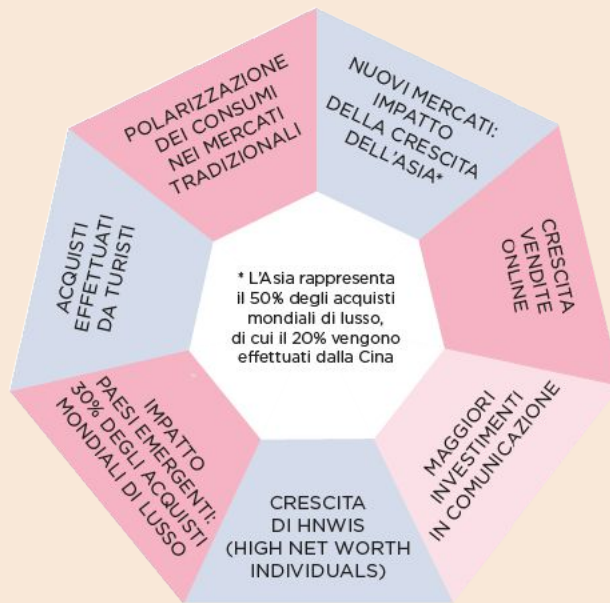 POLARIZZAZIONE
DEI CONSUMI
NEI MERCATI
TRADIZIONALI
NUOVI MERCATI:
IMPATTO
DELLA CRESCITA
DELL'ASIA*
CRESCITA
VENDITE
ONLINE
MAGGIORI
INVESTIMENTI
IN COMUNICAZIONE
CRESCITA
DI HNWIS
(HIGH NET WORTH
INDIVIDUALS)
IMPATTO
PAESI EMERGENTI:
30% DEGLI ACQUISTI
MONDIALI DI LUSSO
ACQUISTI
EFFETTUATI
DA TURISTI
* L'Asia rappresenta
il 50% degli acquisti
mondiali di lusso,
di cui il 20% vengono
effettuati dalla Cina